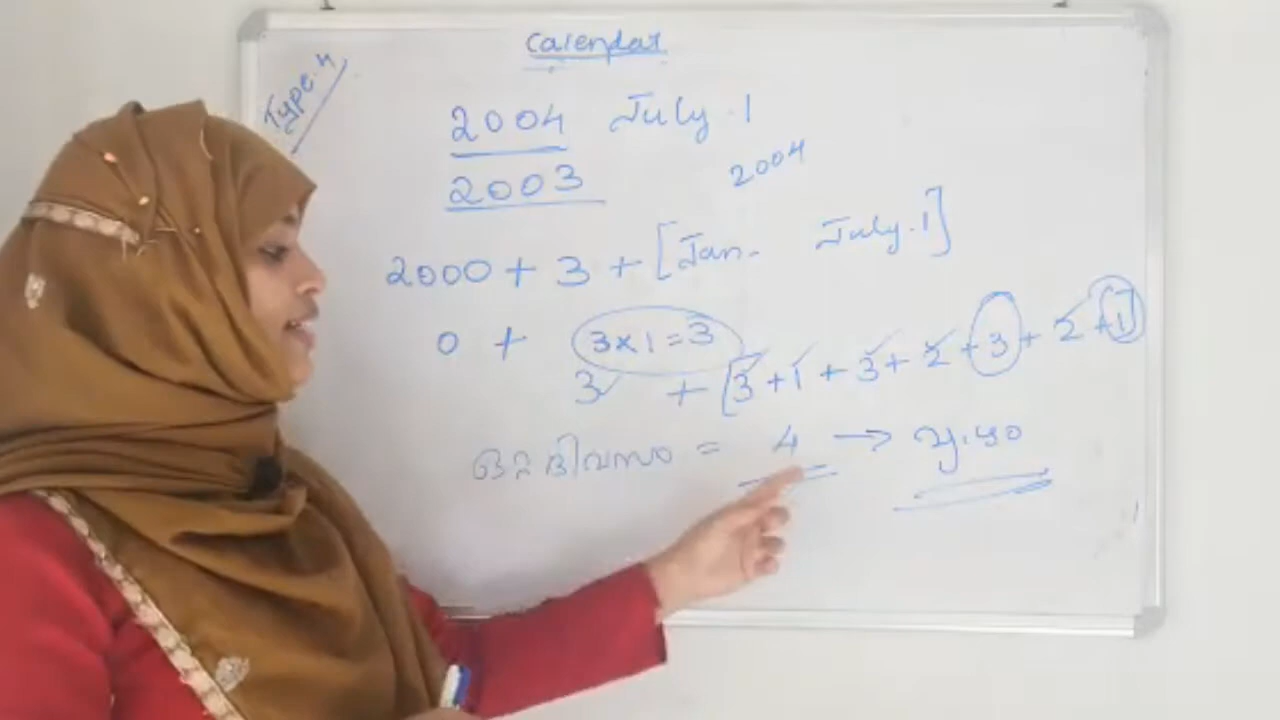 Calendar
Type.4
2004 July.1
2003
2004
2000 + 3 + [Jan. July.1]
0 + 3x1=3
3 + [3+1+3+2+3+2+1]
ഒറ്റ ദിവസം = 4 → വ്യാഴം